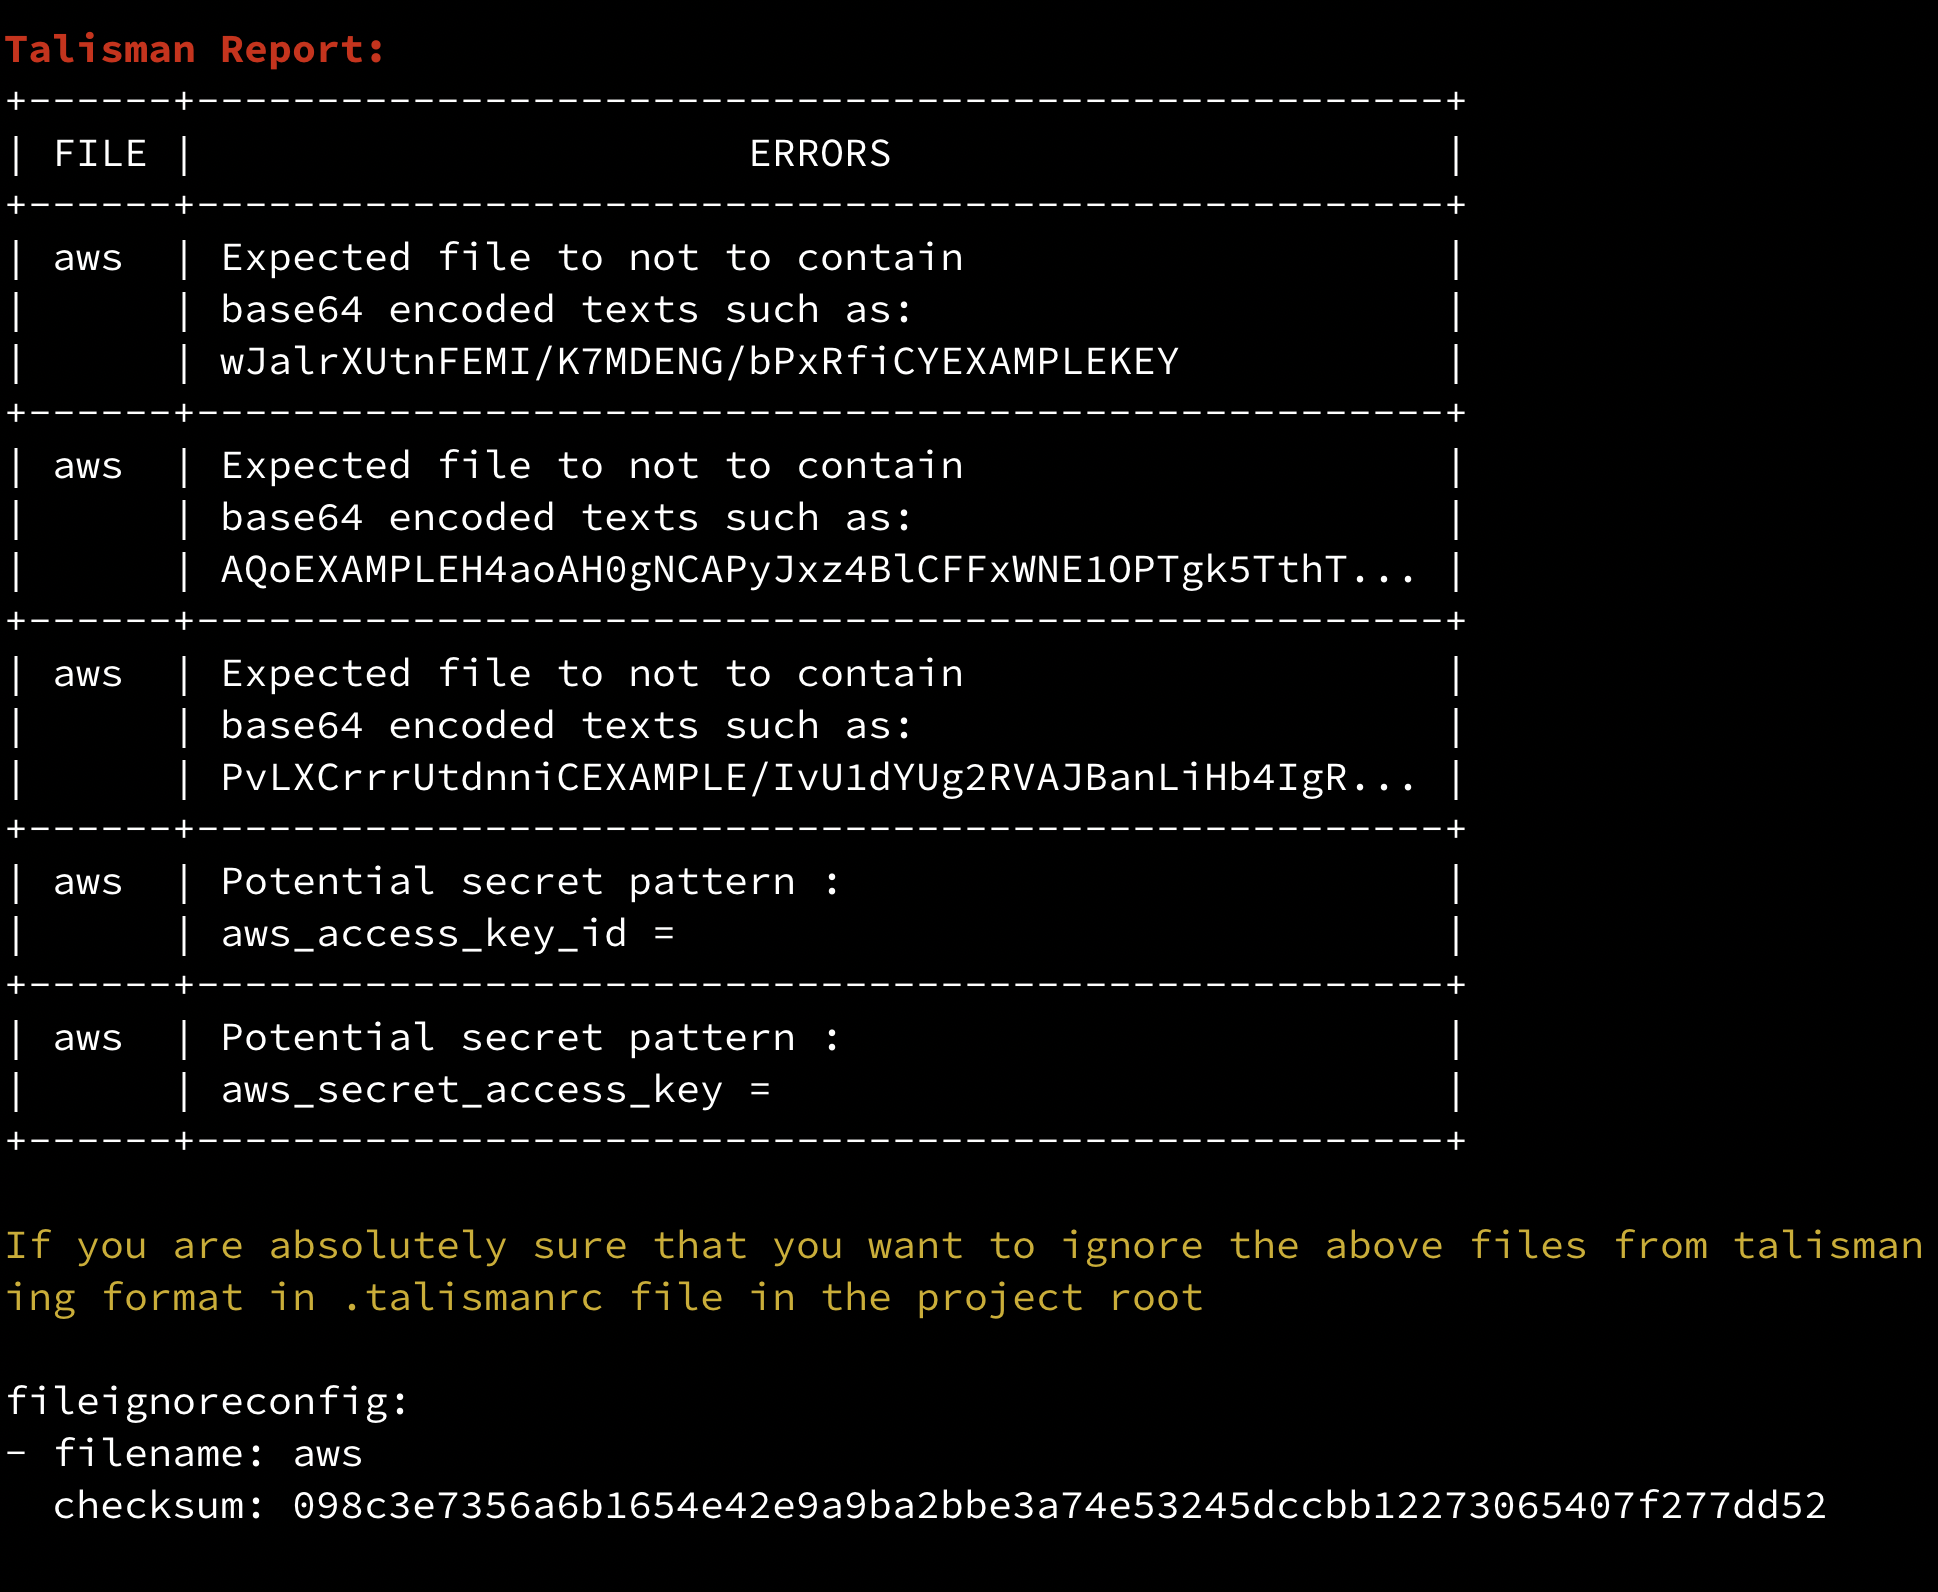 Talisman Report:
+------+----------------------------------------------------+
| FILE |                       ERRORS                       |
+------+----------------------------------------------------+
| aws  | Expected file to not to contain                    |
|      | base64 encoded texts such as:                      |
|      | wJalrXUtnFEMI/K7MDENG/bPxRfiCYEXAMPLEKEY           |
+------+----------------------------------------------------+
| aws  | Expected file to not to contain                    |
|      | base64 encoded texts such as:                      |
|      | AQoEXAMPLEH4aoAH0gNCAPyJxz4BlCFFxWNE1OPTgk5TthT... |
+------+----------------------------------------------------+
| aws  | Expected file to not to contain                    |
|      | base64 encoded texts such as:                      |
|      | PvLXCrrrUtdnniCEXAMPLE/IvU1dYUg2RVAJBanLiHb4IgR... |
+------+----------------------------------------------------+
| aws  | Potential secret pattern :                         |
|      | aws_access_key_id =                                |
+------+----------------------------------------------------+
| aws  | Potential secret pattern :                         |
|      | aws_secret_access_key =                            |
+------+----------------------------------------------------+
If you are absolutely sure that you want to ignore the above files from talisman
ing format in .talismanrc file in the project root
fileignoreconfig:
- filename: aws
  checksum: 098c3e7356a6b1654e42e9a9ba2bbe3a74e53245dccbb12273065407f277dd52